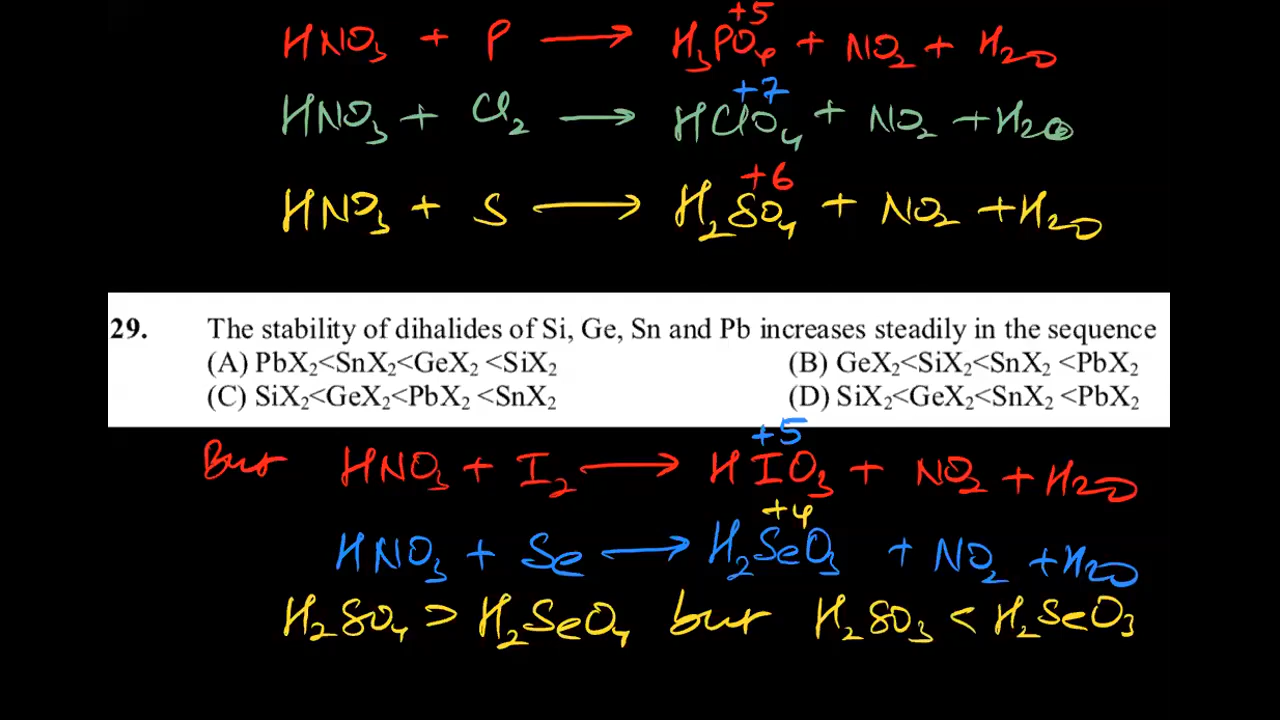 +5
HNO₃ + P ⟶ H₃PO₄ + NO₂ + H₂O
+7
HNO₃ + Cl₂ ⟶ HClO₄ + NO₂ + H₂O
+6
HNO₃ + S ⟶ H₂SO₄ + NO₂ + H₂O
29. The stability of dihalides of Si, Ge, Sn and Pb increases steadily in the sequence
(A) PbX₂<SnX₂<GeX₂ <SiX₂ (B) GeX₂<SiX₂<SnX₂ <PbX₂
(C) SiX₂<GeX₂<PbX₂ <SnX₂ (D) SiX₂<GeX₂<SnX₂ <PbX₂
+5
But HNO₃ + I₂ ⟶ HIO₃ + NO₂ + H₂O
+4
HNO₃ + Se ⟶ H₂SeO₃ + NO₂ + H₂O
H₂SO₄ > H₂SeO₄ but H₂SO₃ < H₂SeO₃